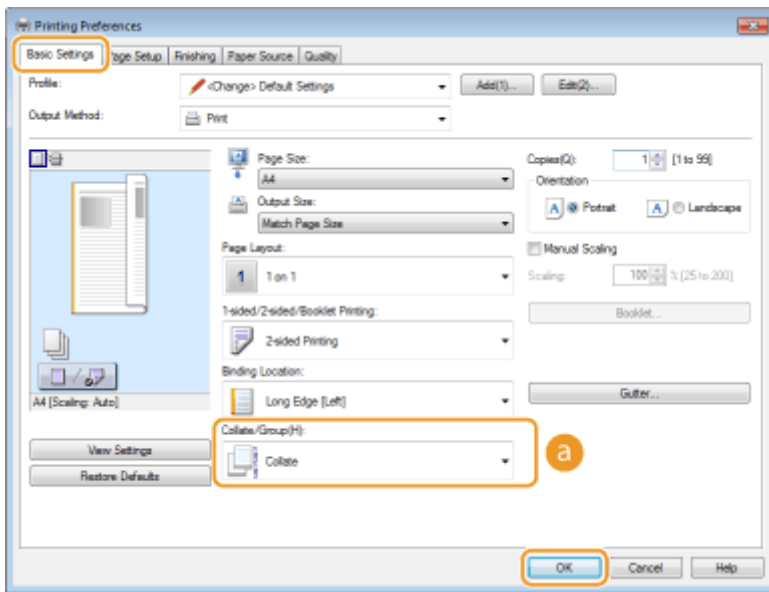 Printing Preferences
Basic Settings Page Setup Finishing Paper Source Quality
Profile: <Change> Default Settings Add(1)... Edit(2)...
Output Method: Print
Page Size: Copies(Q): 1 [1 to 99]
A4 Orientation
Output Size: A Portrait A Landscape
Match Page Size
Page Layout: Manual Scaling
1 1 on 1 Scaling: 100 % [25 to 200]
1-sided/2-sided/Booklet Printing: Booklet...
2-sided Printing
Binding Location:
A4 [Scaling: Auto] Long Edge [Left] Gutter...
Collate/Group(H):
View Settings Collate a
Restore Defaults
OK Cancel Help